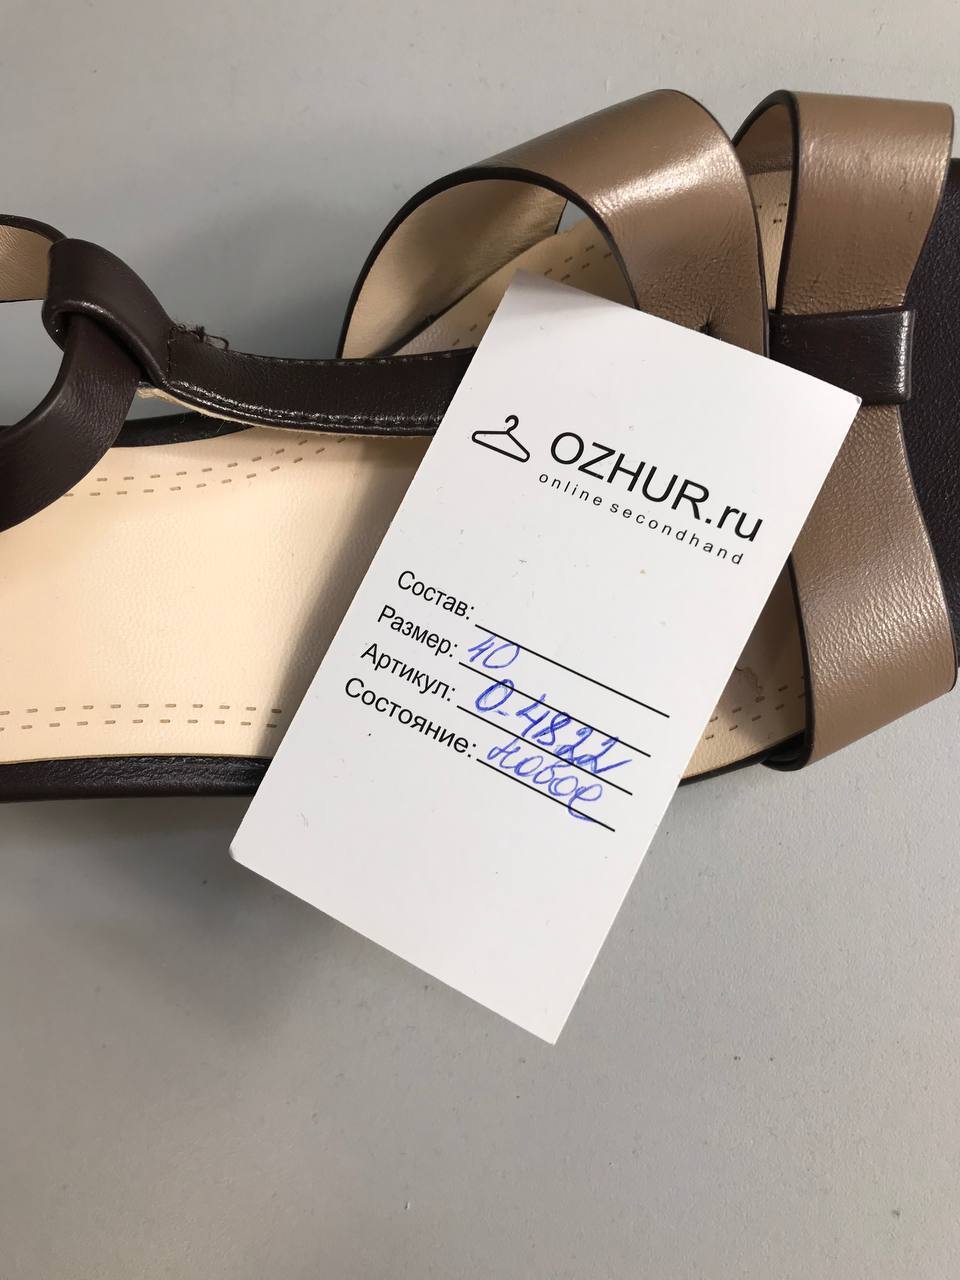 OZHUR.ru
online secondhand
Состав:
Размер: 40
Артикул: 0-4822
Состояние: новое